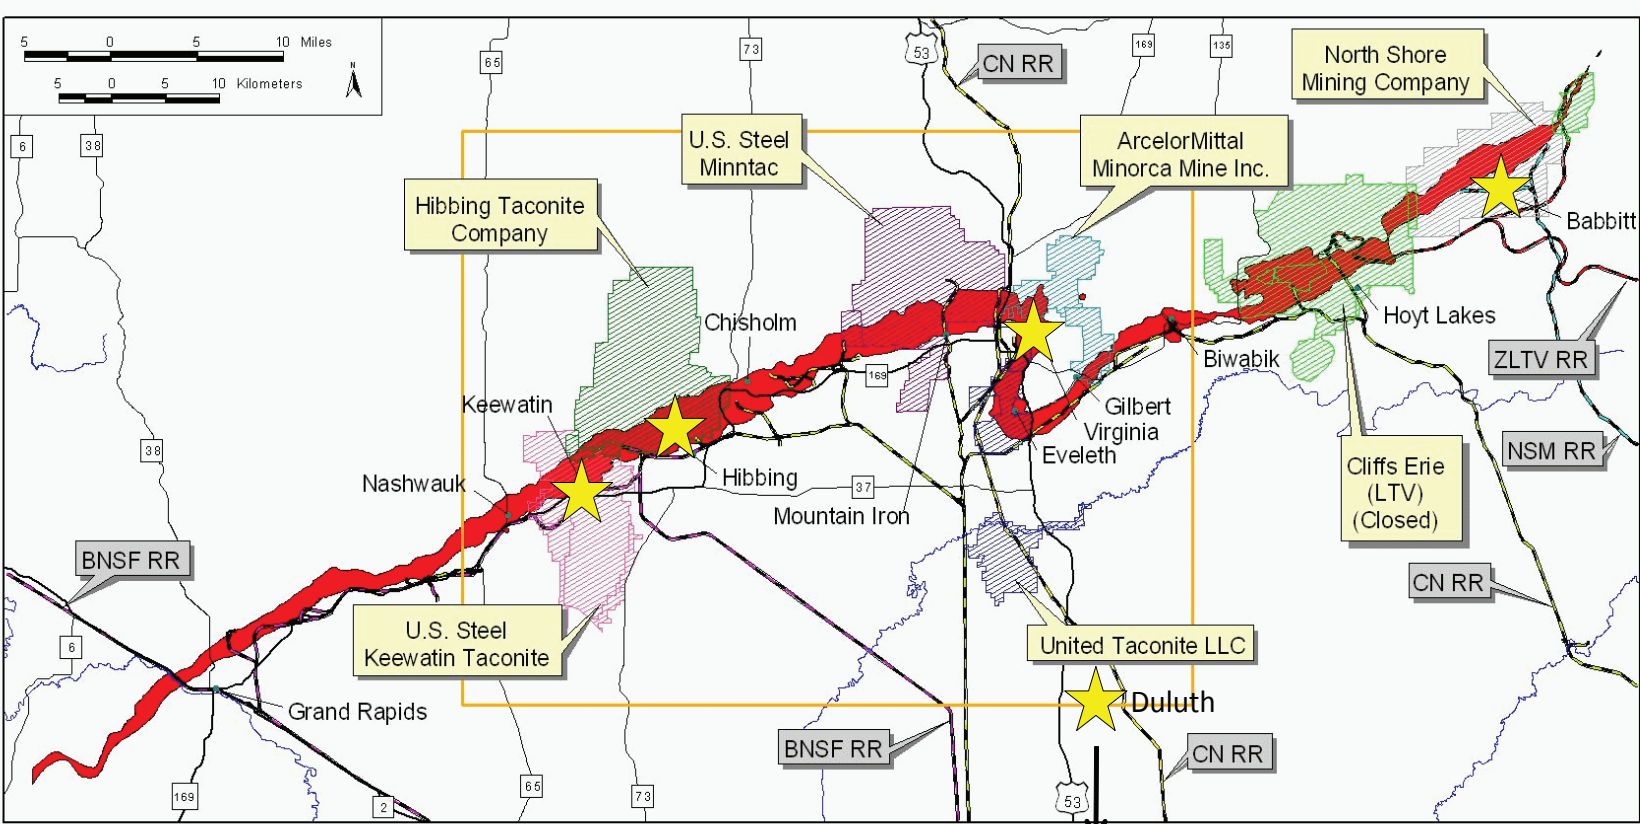 5 0 5 10 Miles
5 0 5 10 Kilometers
N
6
38
65
73
53
CN RR
169
135
North Shore
Mining Company
U.S. Steel
Minntac
ArcelorMittal
Minorca Mine Inc.
Hibbing Taconite
Company
Babbitt
Chisholm
Hoyt Lakes
ZLTV RR
Biwabik
169
Keewatin
Gilbert
Virginia
Eveleth
NSM RR
38
Nashwauk
Hibbing
37
Mountain Iron
Cliffs Erie
(LTV)
(Closed)
BNSF RR
CN RR
6
U.S. Steel
Keewatin Taconite
United Taconite LLC
Grand Rapids
Duluth
BNSF RR
CN RR
169
2
65
73
53